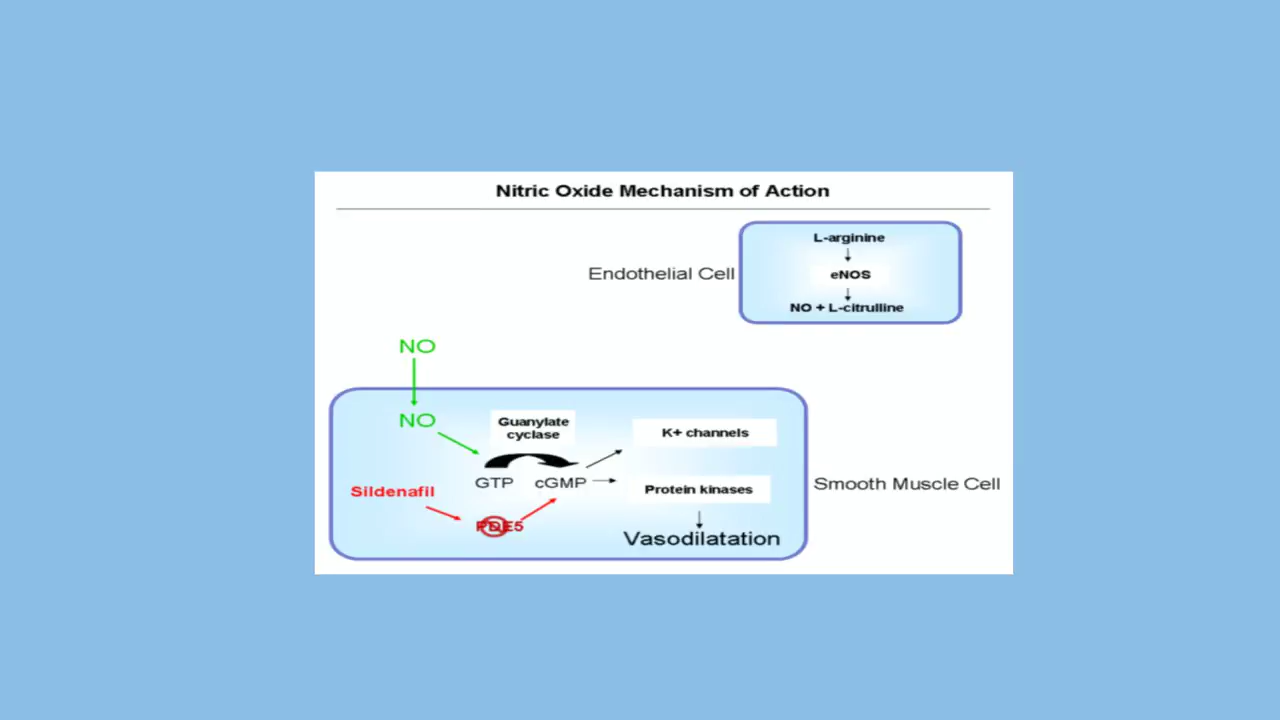 Nitric Oxide Mechanism of Action
L-arginine
Endothelial Cell
eNOS
NO + L-citrulline
NO
NO
Guanylate
cyclase
K+ channels
GTP
cGMP
Protein kinases
Smooth Muscle Cell
Sildenafil
PDE5
Vasodilatation